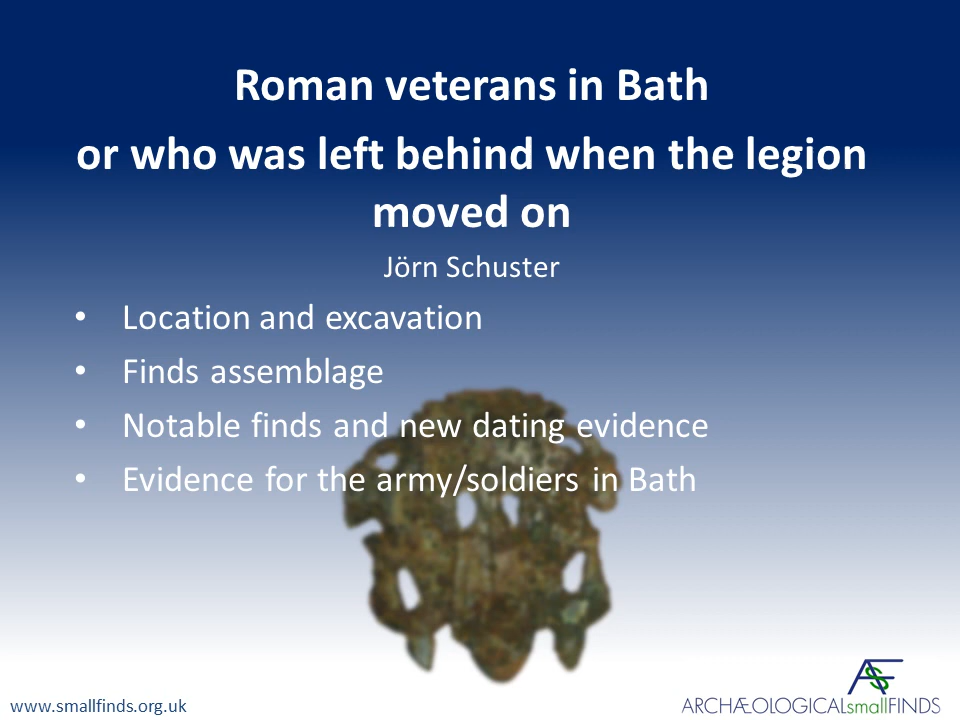 Roman veterans in Bath
or who was left behind when the legion
moved on
Jörn Schuster
• Location and excavation
• Finds assemblage
• Notable finds and new dating evidence
• Evidence for the army/soldiers in Bath
AFS
www.smallfinds.org.uk
ARCHÆOLOGICALsmallFINDS